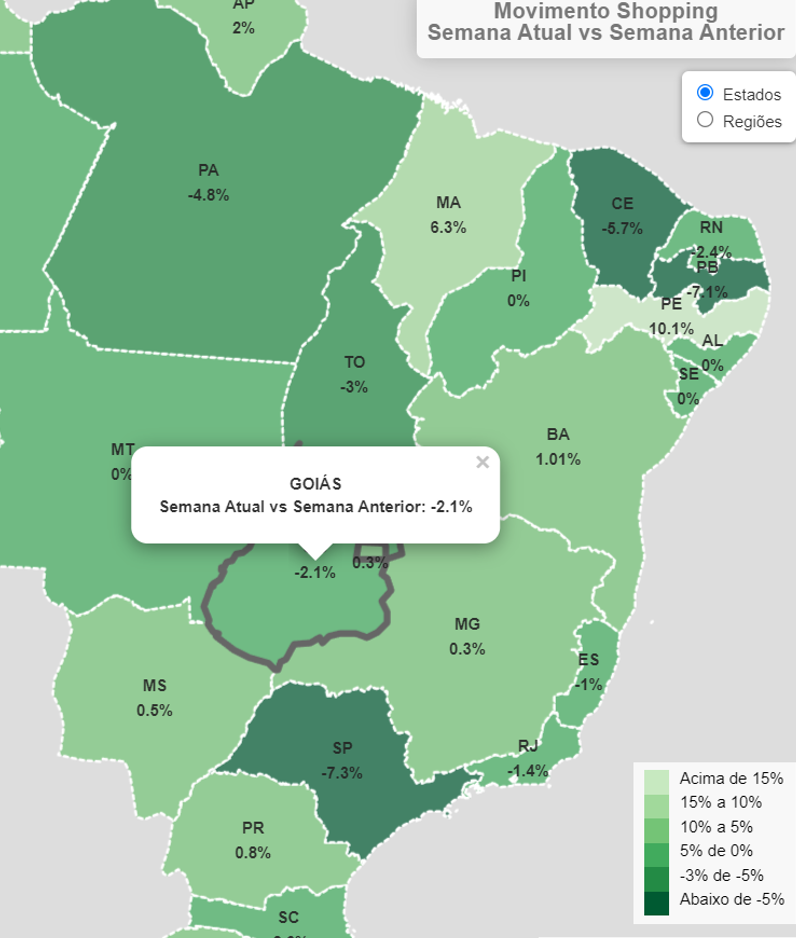 AP
2%
Movimento Shopping
Semana Atual vs Semana Anterior
Estados
Regiões
PA
-4.8%
MA
6.3%
CE
-5.7%
RN
-2.4%
PB
-7.1%
PI
0%
PE
10.1%
AL
0%
SE
0%
TO
-3%
BA
1.01%
MT
0%
×
GOIÁS
Semana Atual vs Semana Anterior: -2.1%
-2.1%
0.3%
MG
0.3%
ES
-1%
MS
0.5%
SP
-7.3%
RJ
-1.4%
PR
0.8%
SC
Acima de 15%
15% a 10%
10% a 5%
5% de 0%
-3% de -5%
Abaixo de -5%